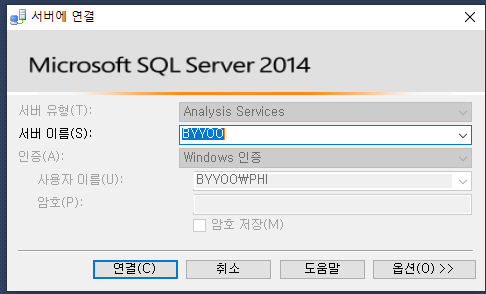 서버에 연결
Microsoft SQL Server 2014
서버 유형(T): Analysis Services
서버 이름(S): BYYOO
인증(A): Windows 인증
사용자 이름(U): BYYOO₩PHI
암호(P):
암호 저장(M)
연결(C) 취소 도움말 옵션(O) >>